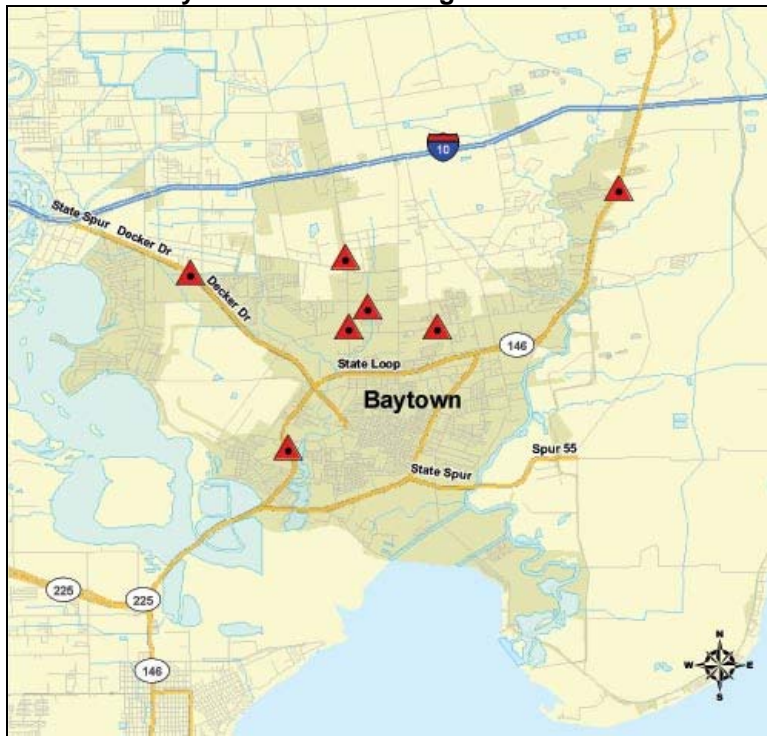 10
State Spur Decker Dr
Decker Dr
State Loop
146
Baytown
Spur 55
State Spur
225
225
146
N
W E
S